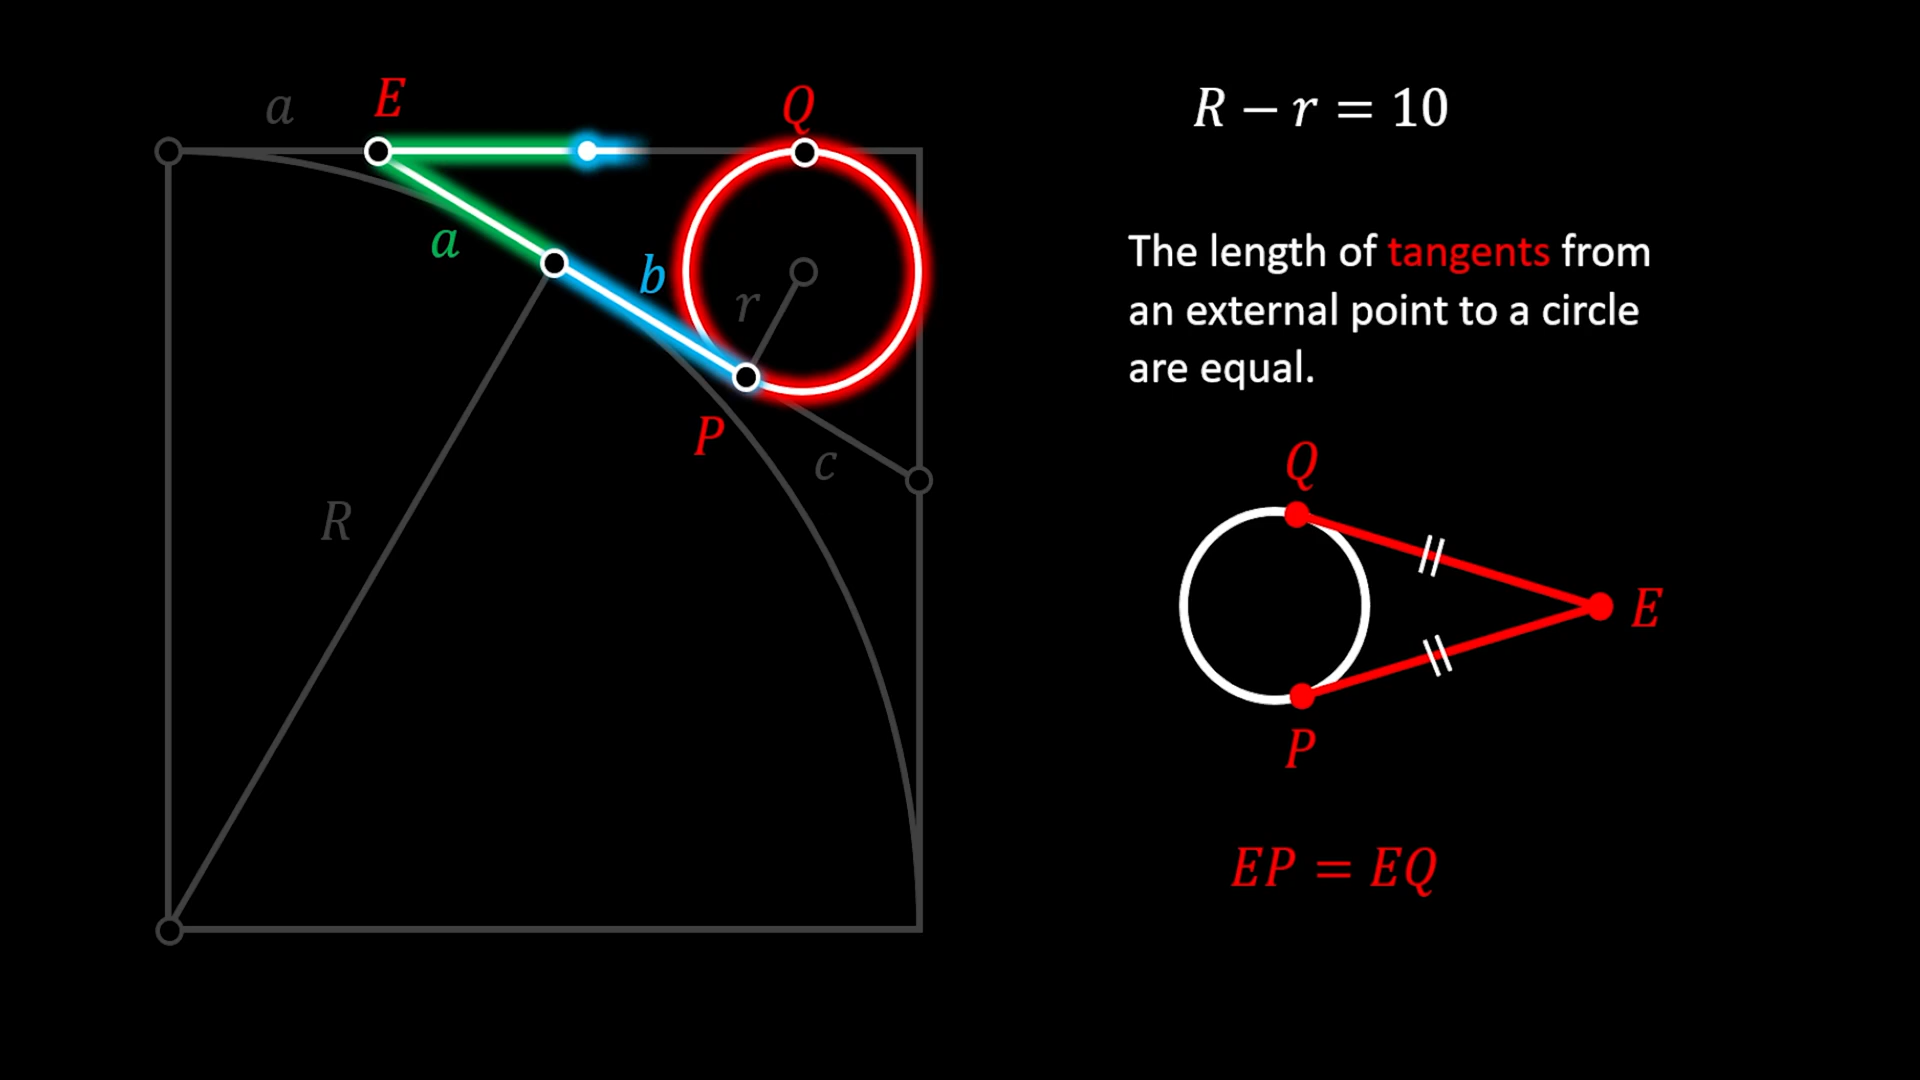 a
E
Q
a
b
r
P
c
R
R − r = 10
The length of tangents from
an external point to a circle
are equal.
Q
E
P
EP = EQ